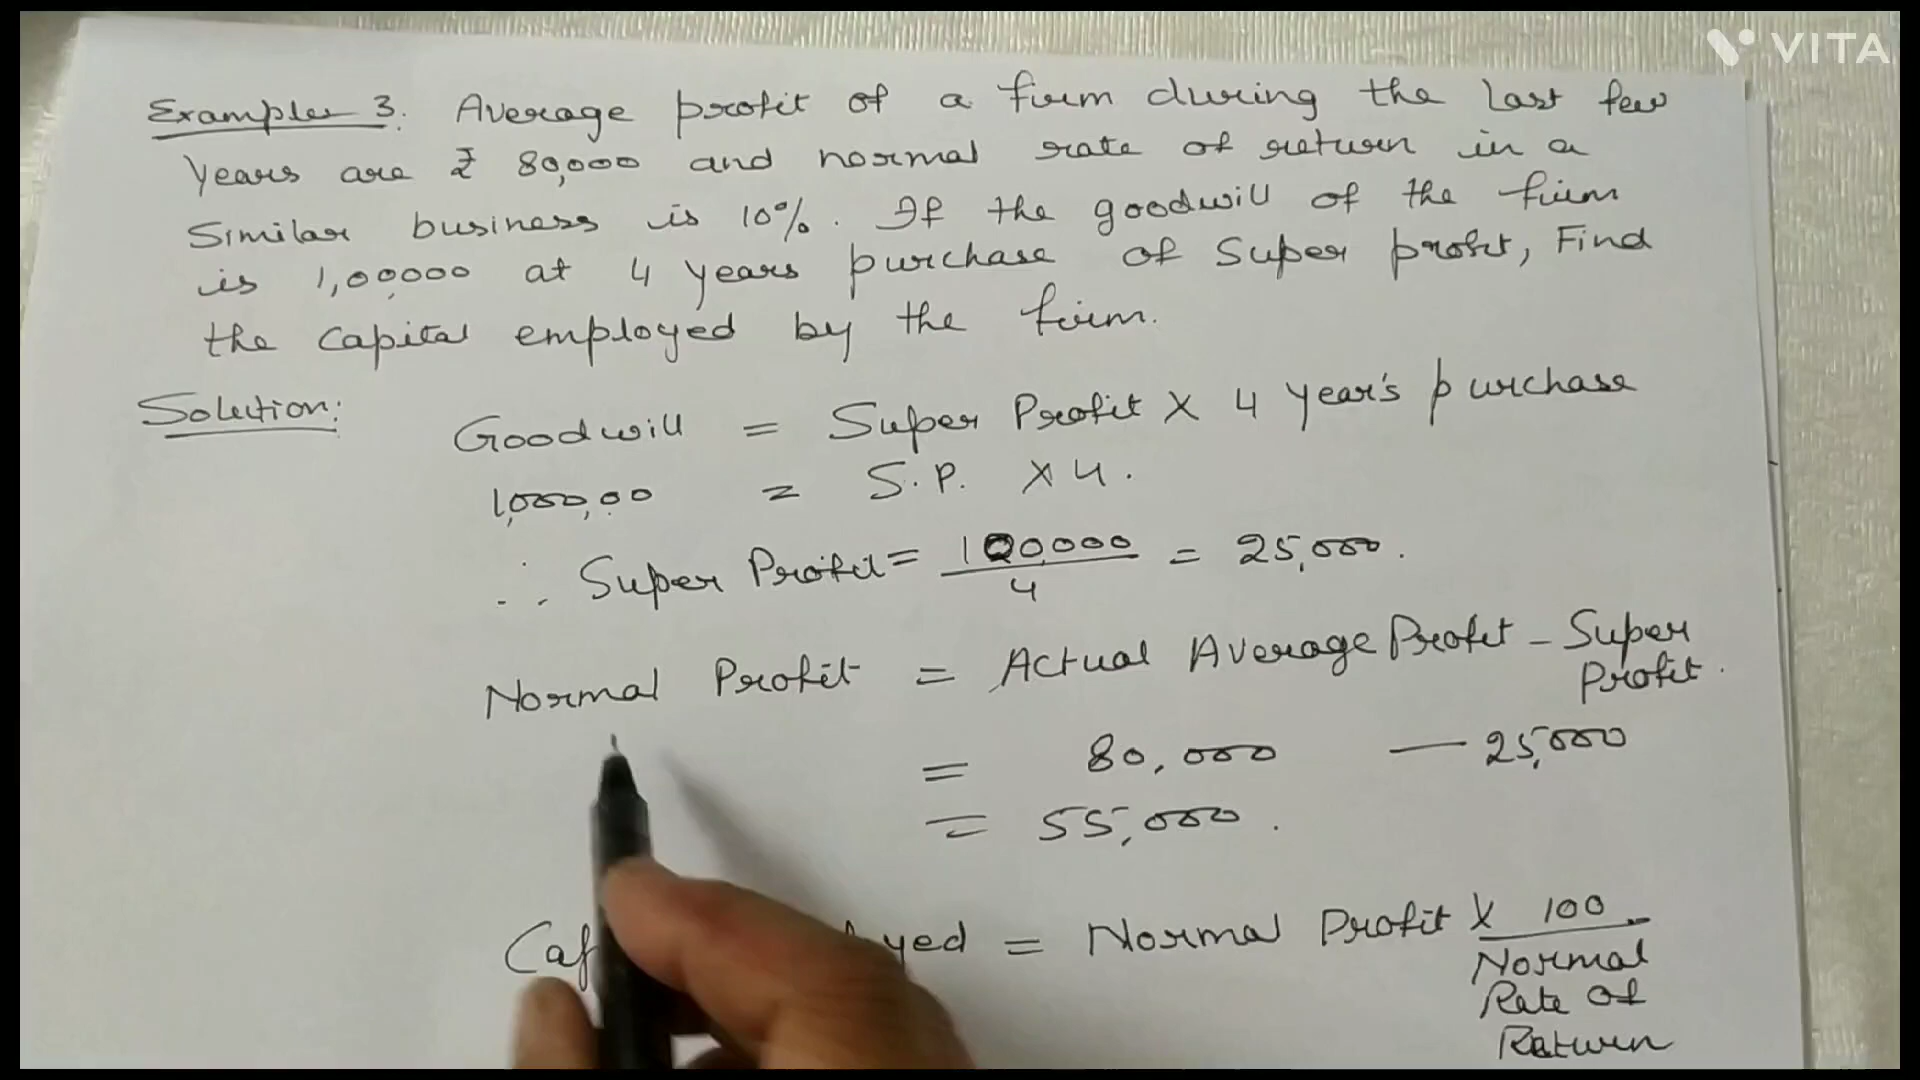 VITA
Example 3. Average profit of a firm during the last few
years are ₹ 80,000 and normal rate of return in a
Similar business is 10%. If the goodwill of the firm
is 1,00,000 at 4 years purchase of Super profit, Find
the capital employed by the firm.
Solution:
Goodwill = Super Profit X 4 year's purchase
1,000,00 = S.P. X 4.
∴ Super Profit = 100,000 / 4 = 25,000.
Normal Profit = Actual Average Profit - Super
Profit.
= 80,000 — 25,000
= 55,000.
= Normal Profit X 100
Normal
Rate of
Return